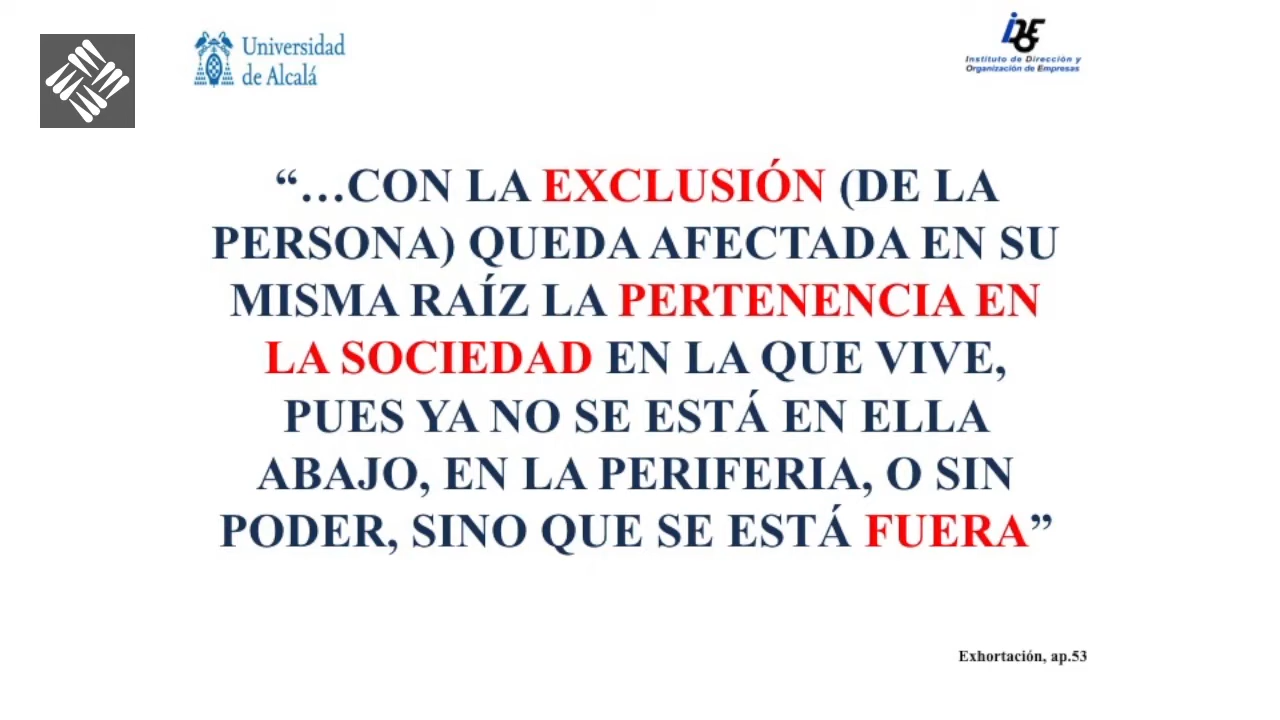 Universidad
de Alcalá
IDOE
Instituto de Dirección y
Organización de Empresas
“…CON LA EXCLUSIÓN (DE LA
PERSONA) QUEDA AFECTADA EN SU
MISMA RAÍZ LA PERTENENCIA EN
LA SOCIEDAD EN LA QUE VIVE,
PUES YA NO SE ESTÁ EN ELLA
ABAJO, EN LA PERIFERIA, O SIN
PODER, SINO QUE SE ESTÁ FUERA”
Exhortación, ap.53